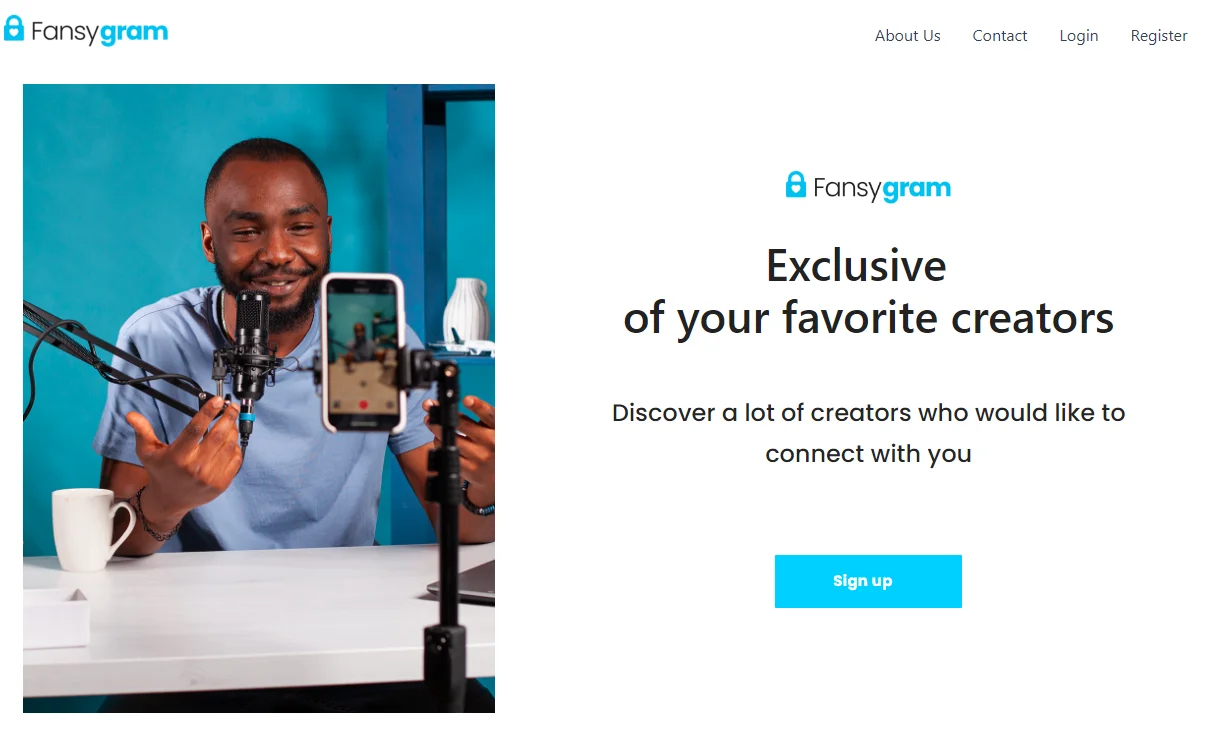 Fansygram
About Us Contact Login Register
Fansygram
Exclusive
of your favorite creators
Discover a lot of creators who would like to
connect with you
Sign up